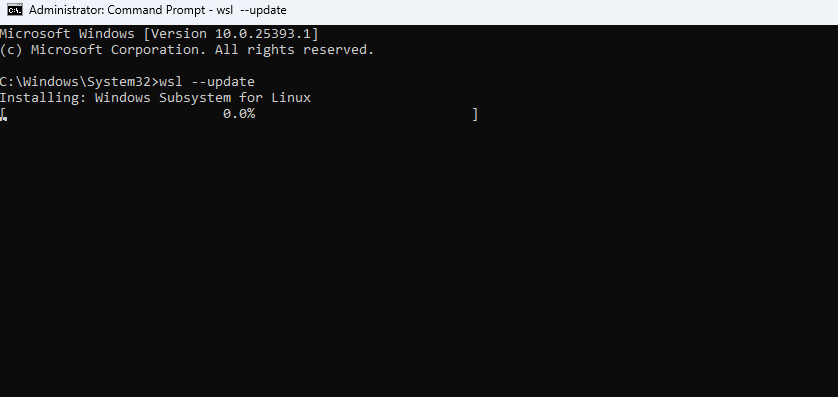 Administrator: Command Prompt - wsl  --update
Microsoft Windows [Version 10.0.25393.1]
(c) Microsoft Corporation. All rights reserved.
C:\Windows\System32>wsl --update
Installing: Windows Subsystem for Linux
[                           0.0%                           ]